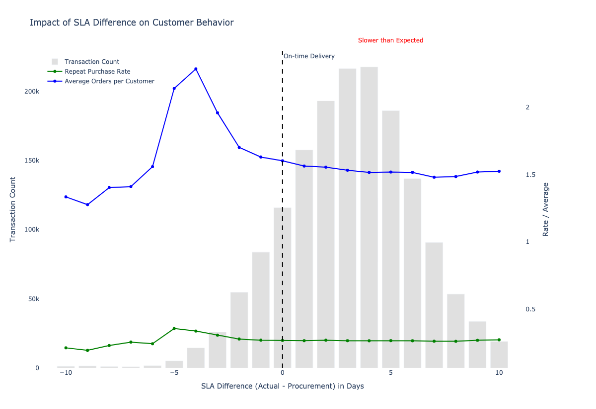 Impact of SLA Difference on Customer Behavior
Slower than Expected
On-time Delivery
Transaction Count
Repeat Purchase Rate
Average Orders per Customer
200k
150k
100k
50k
0
2
1.5
1
0.5
Transaction Count
Rate / Average
−10
−5
0
5
10
SLA Difference (Actual - Procurement) in Days